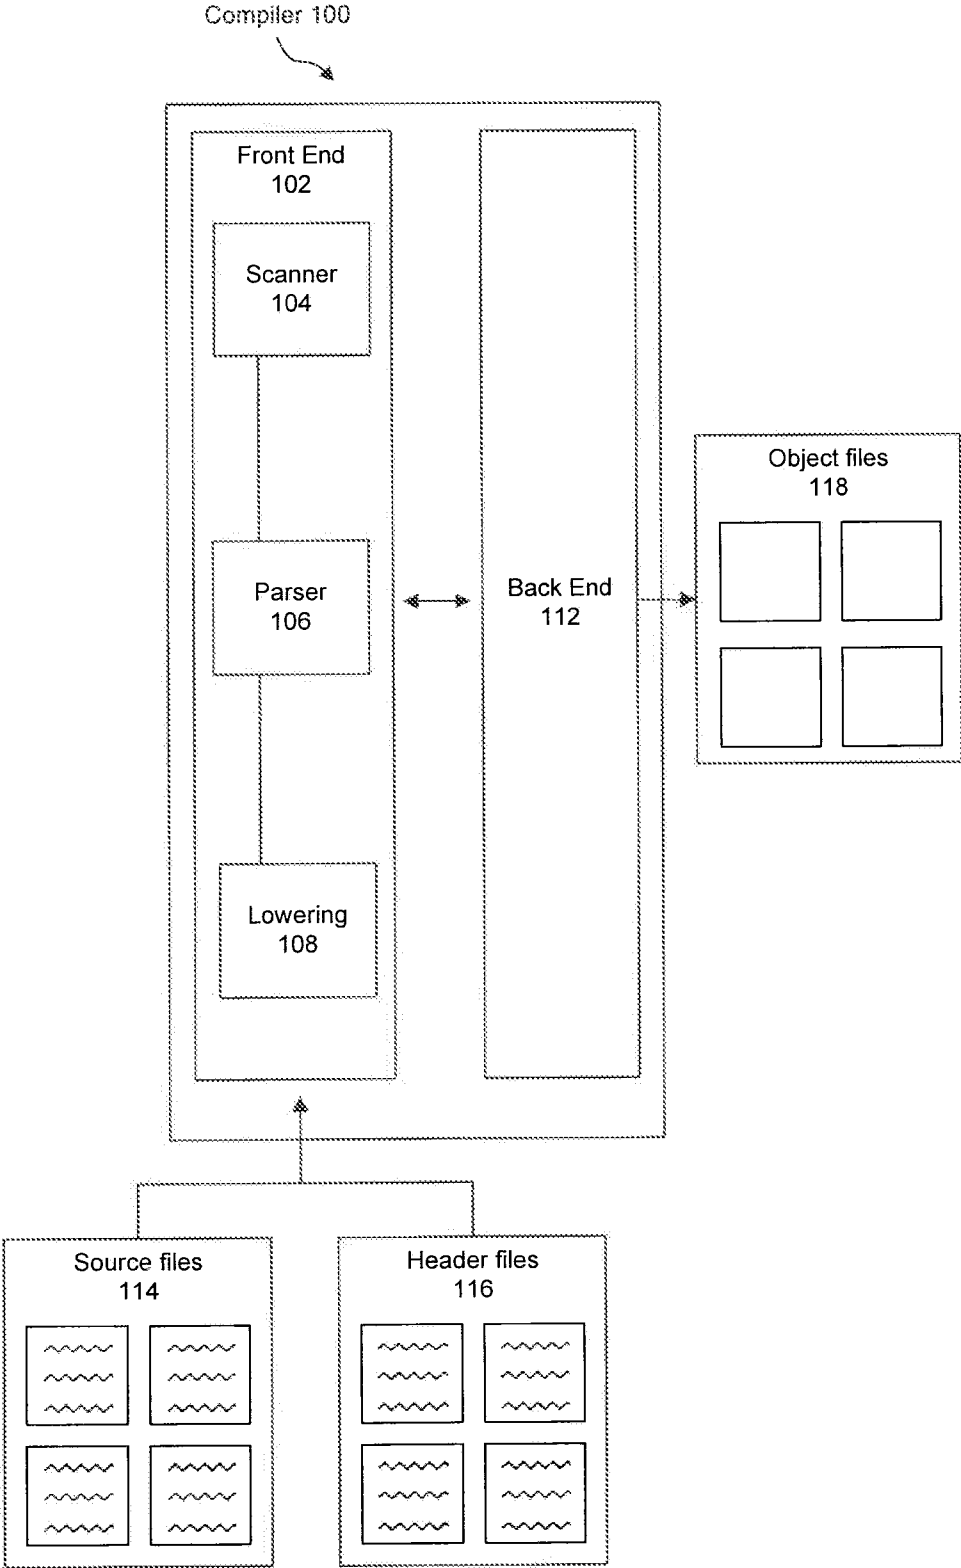 Compiler 100
Front End
102
Scanner
104
Parser
106
Lowering
108
Back End
112
Object files
118
Source files
114
Header files
116